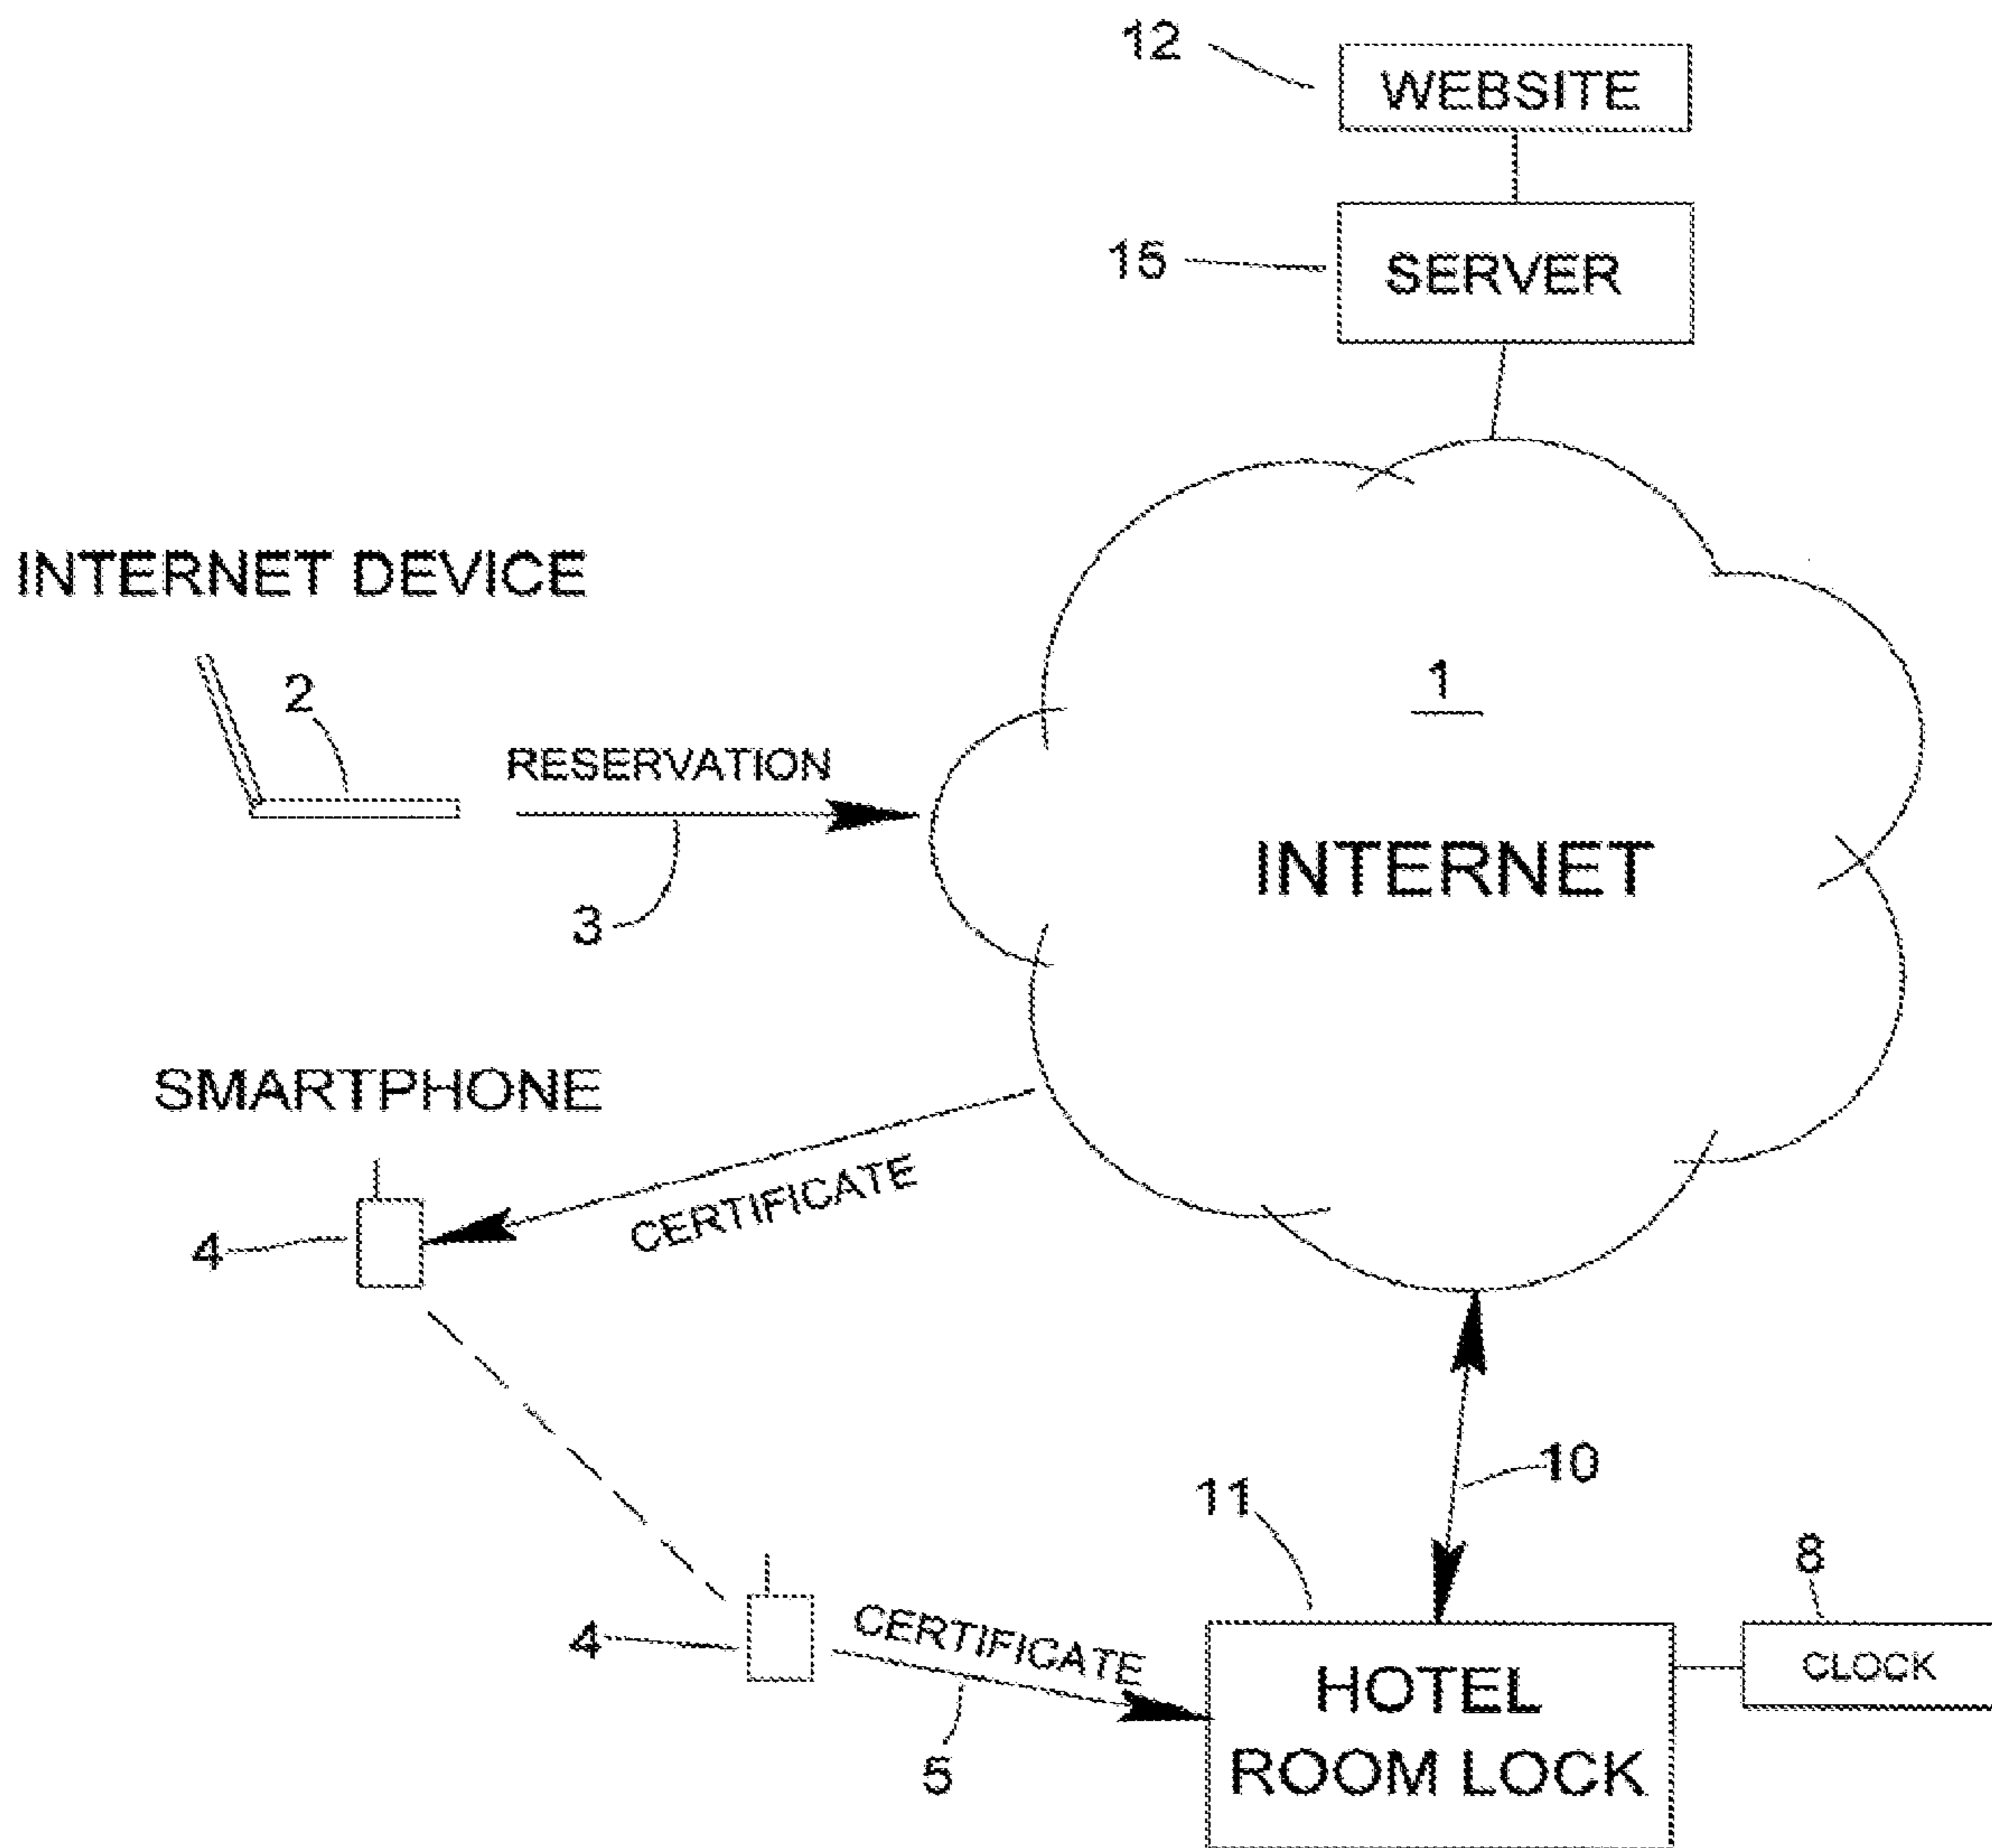 12
WEBSITE
15
SERVER
INTERNET DEVICE
2
RESERVATION
3
1
INTERNET
SMARTPHONE
CERTIFICATE
4
10
11
8
CLOCK
4
CERTIFICATE
5
HOTEL
ROOM LOCK